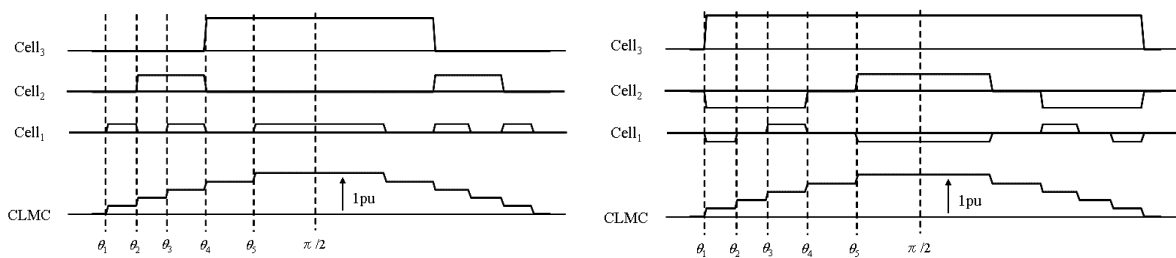 Cell₃
Cell₂
Cell₁
CLMC
1pu
θ₁ θ₂ θ₃ θ₄ θ₅ π/2
Cell₃
Cell₂
Cell₁
CLMC
1pu
θ₁ θ₂ θ₃ θ₄ θ₅ π/2